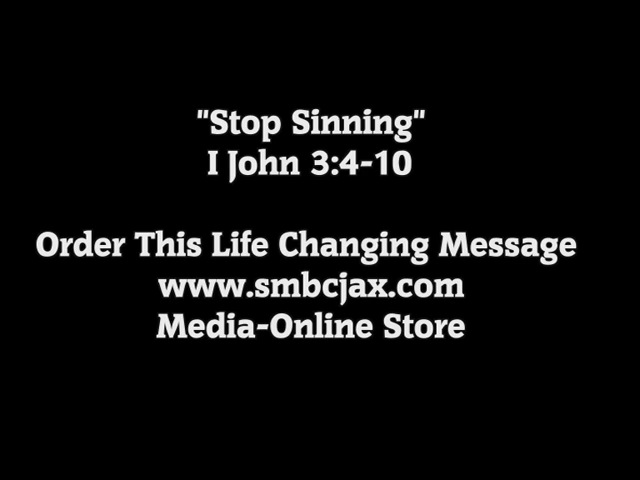 "Stop Sinning"
I John 3:4-10
Order This Life Changing Message
www.smbcjax.com
Media-Online Store